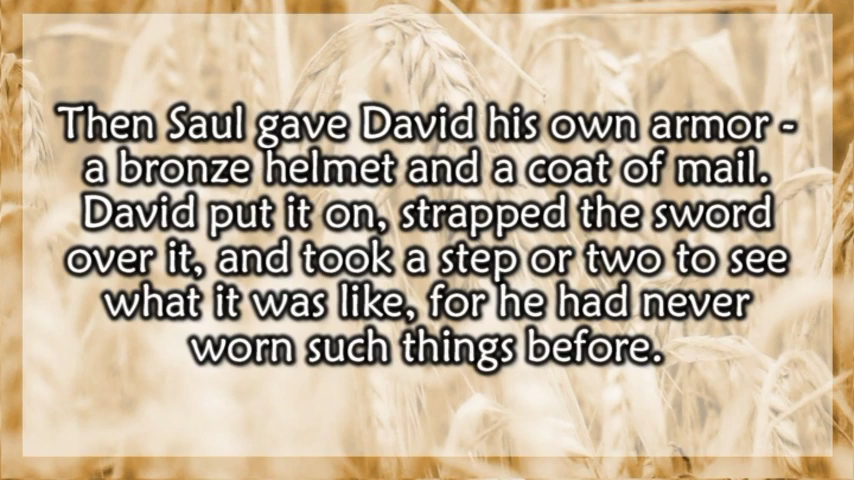 Then Saul gave David his own armor -
a bronze helmet and a coat of mail.
David put it on, strapped the sword
over it, and took a step or two to see
what it was like, for he had never
worn such things before.